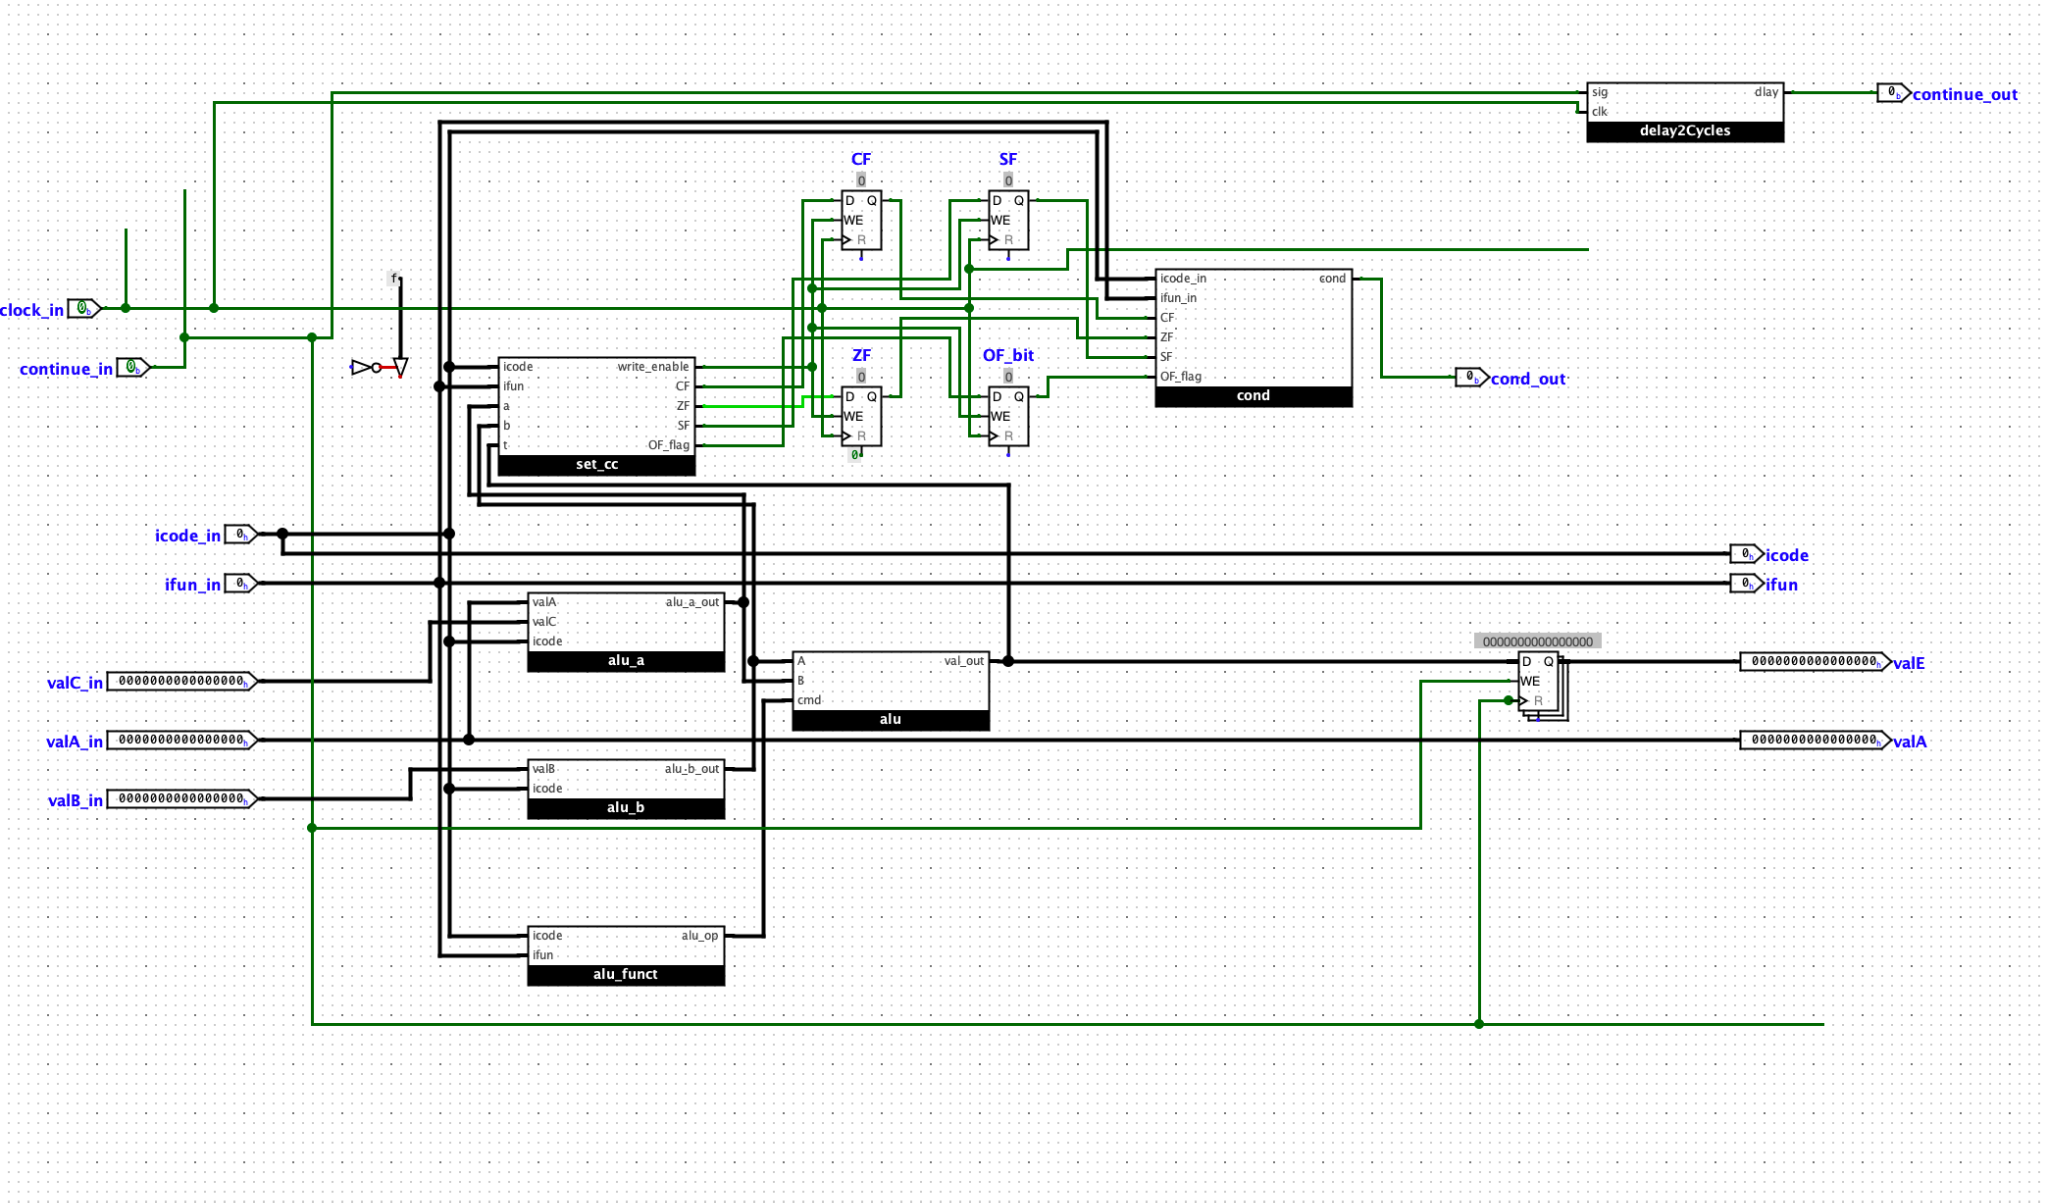 sig
dlay
0b
continue_out
clk
delay2Cycles
CF
SF
0
0
D Q
WE
R
D Q
WE
R
f
icode_in
cond
ifun_in
clock_in
0b
CF
ZF
continue_in
0b
ZF
OF_bit
SF
icode
write_enable
0
0
OF_flag
0b
cond_out
ifun
CF
cond
a
ZF
D Q
D Q
b
SF
WE
WE
t
OF_flag
R
R
set_cc
0
icode_in
0h
0h
icode
ifun_in
0h
0h
ifun
valA
alu_a_out
valC
icode
0000000000000000
alu_a
A
val_out
D Q
0000000000000000h
valE
valC_in
0000000000000000h
B
WE
cmd
R
alu
valA_in
0000000000000000h
0000000000000000h
valA
valB
alu_b_out
icode
valB_in
0000000000000000h
alu_b
icode
alu_op
ifun
alu_funct